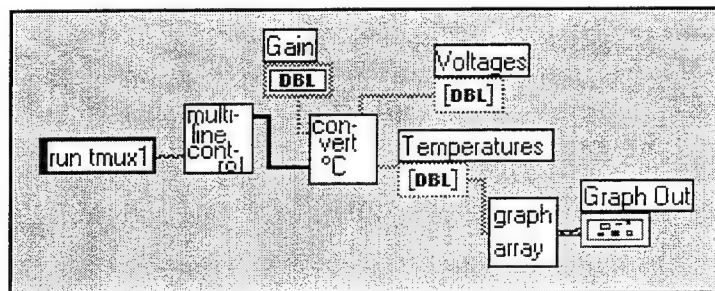 Gain
DBL
Voltages
[DBL]
run tmux1
multi-
line
cont-
rol
con-
vert
°C
Temperatures
[DBL]
graph
array
Graph Out